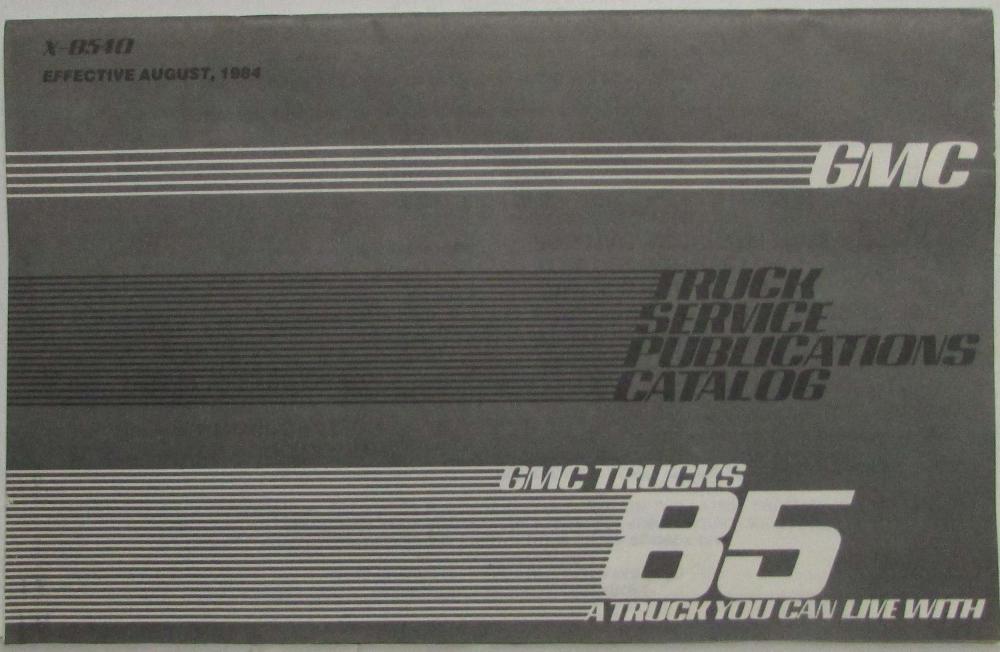 X-8540
EFFECTIVE AUGUST, 1984
GMC
TRUCK
SERVICE
PUBLICATIONS
CATALOG
GMC TRUCKS
85
A TRUCK YOU CAN LIVE WITH